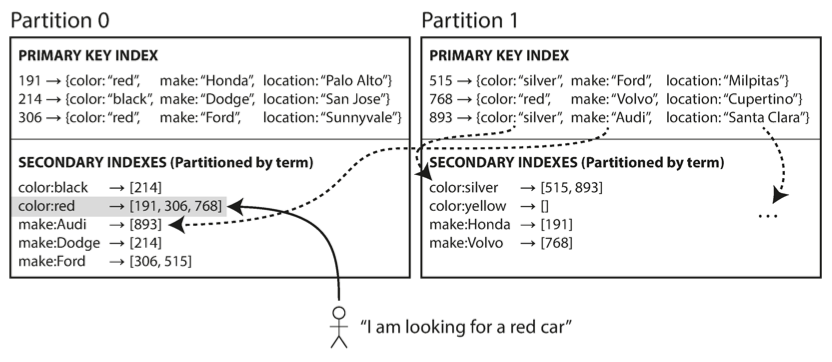 Partition 0
PRIMARY KEY INDEX
191 → {color: “red”, make: “Honda”, location: “Palo Alto”}
214 → {color: “black”, make: “Dodge”, location: “San Jose”}
306 → {color: “red”, make: “Ford”, location: “Sunnyvale”}
SECONDARY INDEXES (Partitioned by term)
color:black → [214]
color:red → [191, 306, 768]
make:Audi → [893]
make:Dodge → [214]
make:Ford → [306, 515]
Partition 1
PRIMARY KEY INDEX
515 → {color: “silver”, make: “Ford”, location: “Milpitas”}
768 → {color: “red”, make: “Volvo”, location: “Cupertino”}
893 → {color: “silver”, make: “Audi”, location: “Santa Clara”}
SECONDARY INDEXES (Partitioned by term)
color:silver → [515, 893]
color:yellow → []
make:Honda → [191]
make:Volvo → [768]
...
“I am looking for a red car”